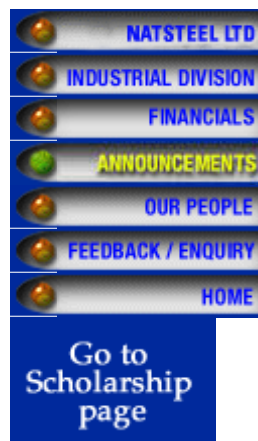 NATSTEEL LTD
INDUSTRIAL DIVISION
FINANCIALS
ANNOUNCEMENTS
OUR PEOPLE
FEEDBACK / ENQUIRY
HOME
Go to
Scholarship
page